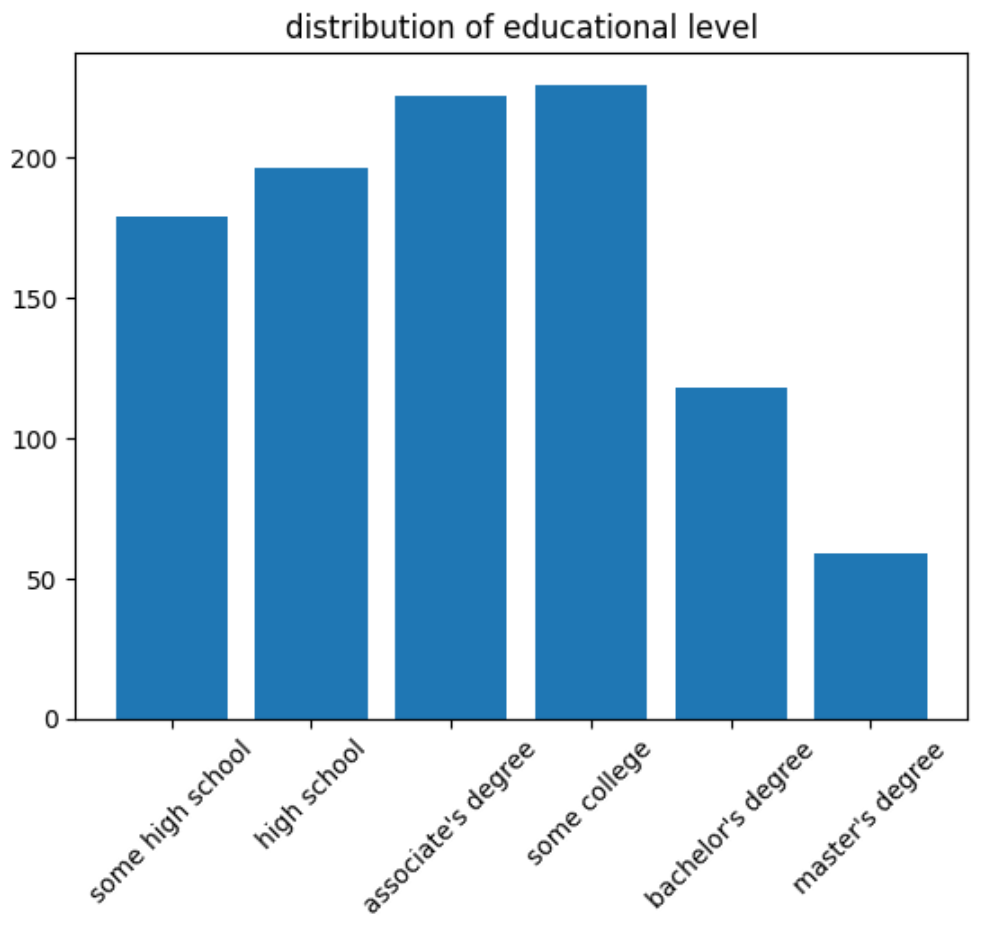 distribution of educational level
200
150
100
50
0
some high school
high school
associate's degree
some college
bachelor's degree
master's degree